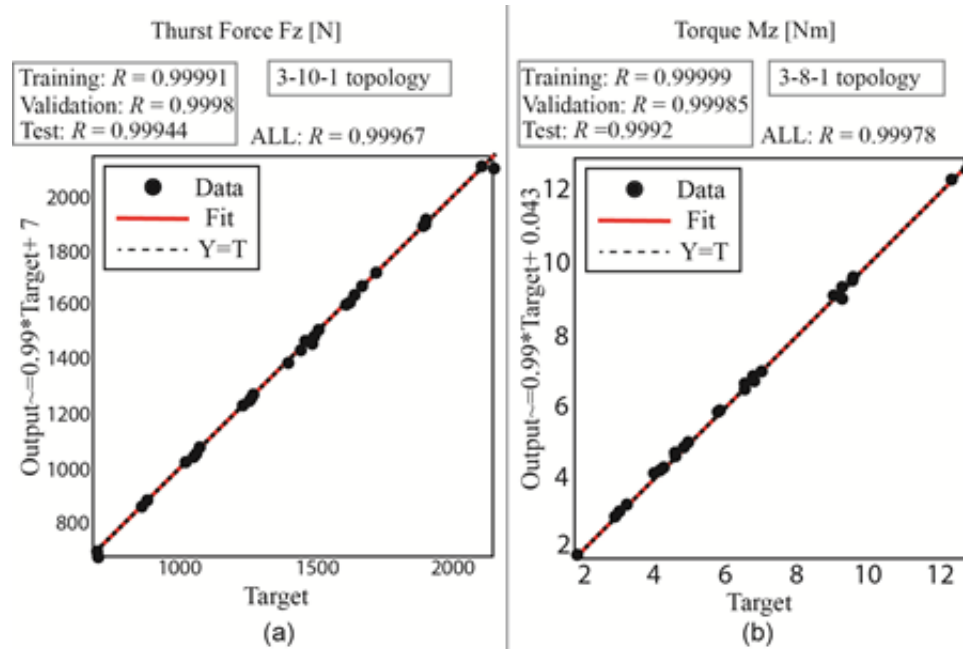 Thurst Force Fz [N]
Training: R = 0.99991
Validation: R = 0.9998
Test: R = 0.99944
3-10-1 topology
ALL: R = 0.99967
Data
Fit
Y=T
Output~=0.99*Target+ 7
2000
1800
1600
1400
1200
1000
800
1000
1500
2000
Target
(a)
Torque Mz [Nm]
Training: R = 0.99999
Validation: R = 0.99985
Test: R =0.9992
3-8-1 topology
ALL: R = 0.99978
Data
Fit
Y=T
Output~=0.99*Target+ 0.043
12
10
8
6
4
2
2
4
6
8
10
12
Target
(b)